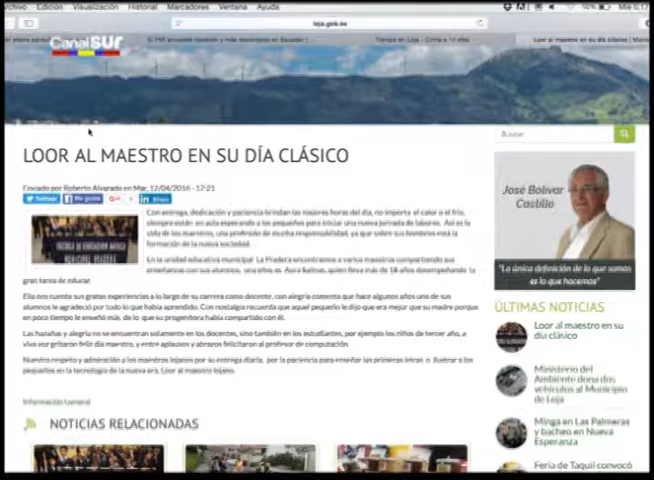 Archivo Edición Visualización Historial Marcadores Ventana Ayuda
loja.gob.ec
Canal SUR
LOOR AL MAESTRO EN SU DÍA CLÁSICO
Buscar
Enviado por Roberto Alvarado en Mar, 12/04/2016 - 17:21
Twittear Me gusta Share
José Bolívar
Castillo
"La única definición de lo que somos
es lo que hacemos"
Con entrega, dedicación y paciencia brindan las mejores horas del día, no importa el calor o el frío,
siempre están en aula esperando a los pequeños para iniciar una nueva jornada de labores. Así es la
vida de los maestros, una profesión de mucha responsabilidad, ya que sobre sus hombros está la
formación de la nueva sociedad.
En la unidad educativa municipal La Pradera encontramos a varios maestros compartiendo sus
enseñanzas con sus alumnos, una ellos es Aura Salinas, quien lleva más de 18 años desempeñando la
gran tarea de educar.
Ella nos cuenta sus gratas experiencias a lo largo de su carrera como docente, con alegría comenta que hace algunos años uno de sus
alumnos le agradeció por todo lo que había aprendido. Con nostalgia recuerda que aquel pequeño le dijo que era mejor que su madre porque
en poco tiempo le enseñó más, de lo que su progenitora había compartido con él.
Las hazañas y alegría no se encuentran solamente en los docentes, sino también en los estudiantes, por ejemplo los niños de tercer año, a
viva voz gritaron feliz día maestro, y entre aplausos y abrazos felicitaron al profesor de computación.
Nuestro respeto y admiración a los maestros lojanos por su entrega diaria, por la paciencia para enseñar las primeras letras o ilustrar a los
pequeños en la tecnología de la nueva era. Loor al maestro lojano.
Información General
NOTICIAS RELACIONADAS
ÚLTIMAS NOTICIAS
Loor al maestro en su
día clásico
Ministerio del
Ambiente dona dos
vehículos al Municipio
de Loja
Minga en Las Palmeras
y bacheo en Nueva
Esperanza
Feria de Taquil convocó